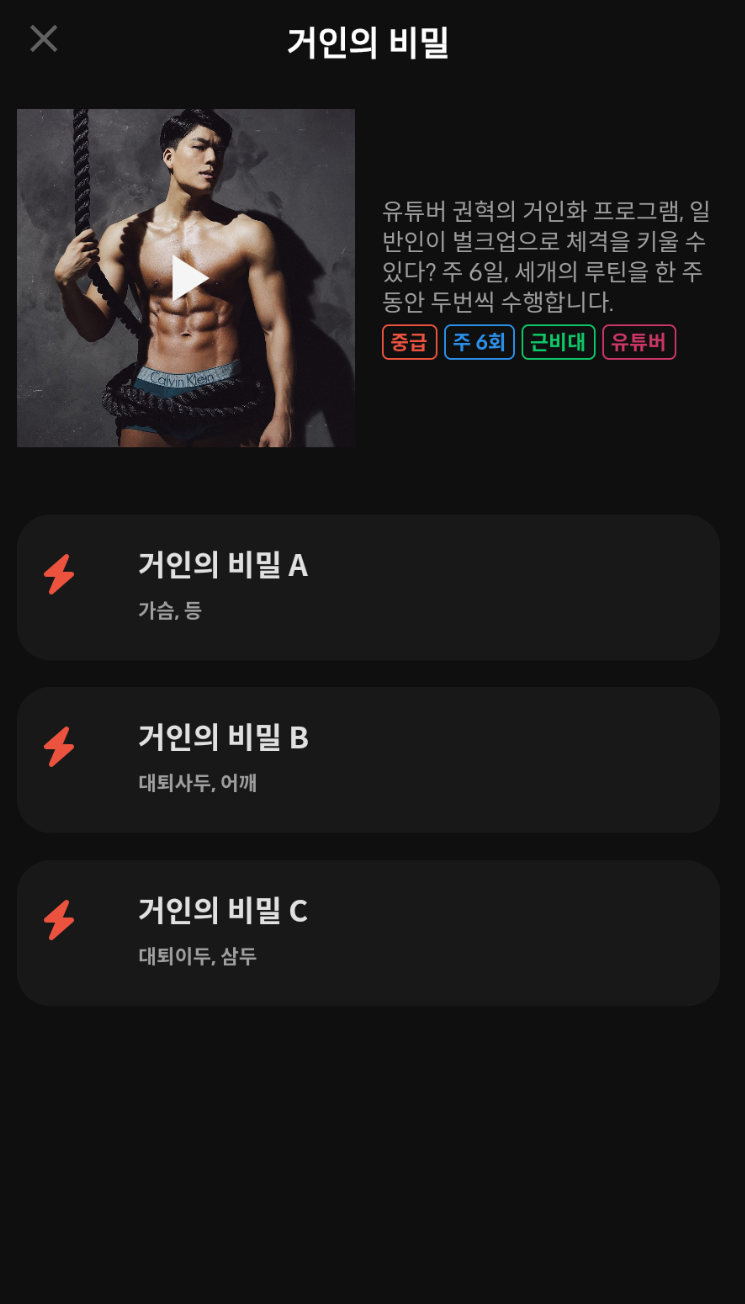 거인의 비밀
Calvin Klein
유튜버 권혁의 거인화 프로그램, 일
반인이 벌크업으로 체격을 키울 수
있다? 주 6일, 세개의 루틴을 한 주
동안 두번씩 수행합니다.
중급 주 6회 근비대 유튜버
거인의 비밀 A
가슴, 등
거인의 비밀 B
대퇴사두, 어깨
거인의 비밀 C
대퇴이두, 삼두